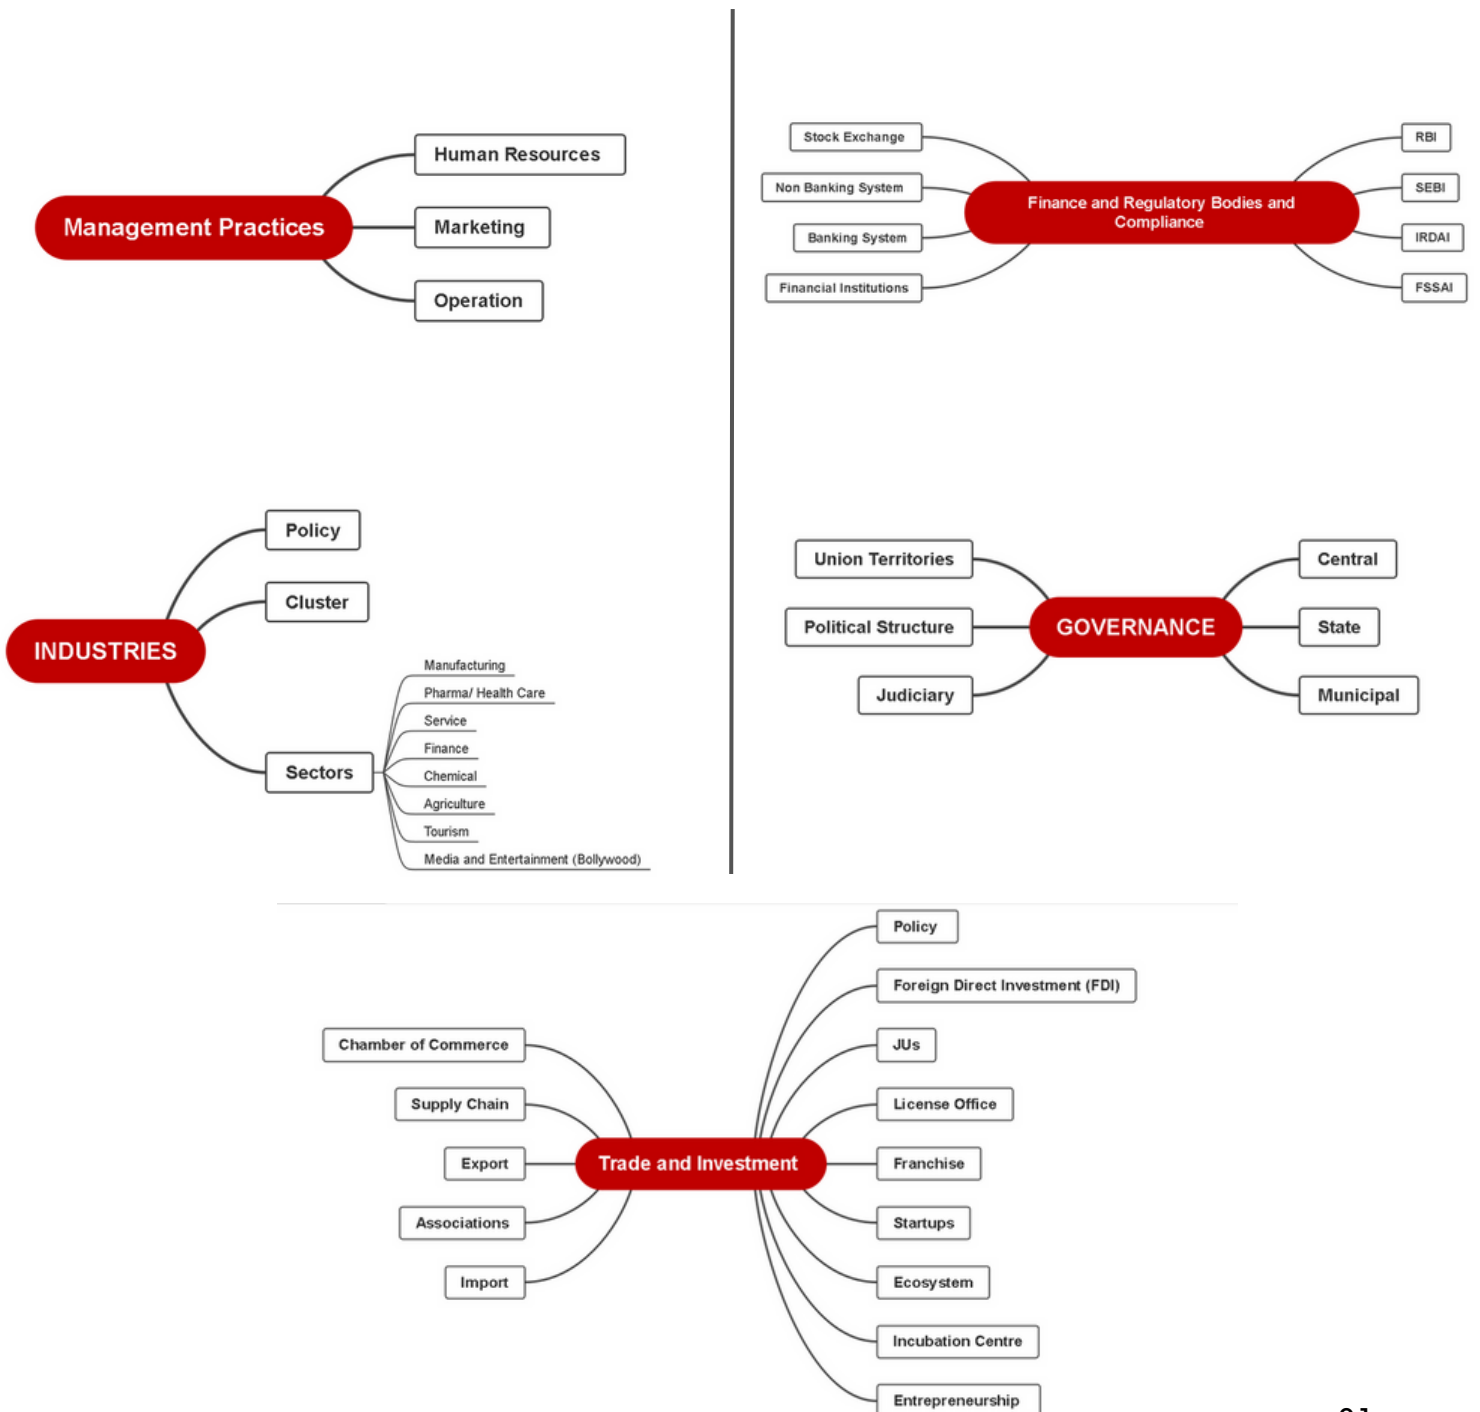 Management Practices
Human Resources
Marketing
Operation
Stock Exchange
Non Banking System
Banking System
Financial Institutions
Finance and Regulatory Bodies and
Compliance
RBI
SEBI
IRDAI
FSSAI
INDUSTRIES
Policy
Cluster
Sectors
Manufacturing
Pharma/ Health Care
Service
Finance
Chemical
Agriculture
Tourism
Media and Entertainment (Bollywood)
Union Territories
Political Structure
Judiciary
GOVERNANCE
Central
State
Municipal
Chamber of Commerce
Supply Chain
Export
Associations
Import
Trade and Investment
Policy
Foreign Direct Investment (FDI)
JUs
License Office
Franchise
Startups
Ecosystem
Incubation Centre
Entrepreneurship